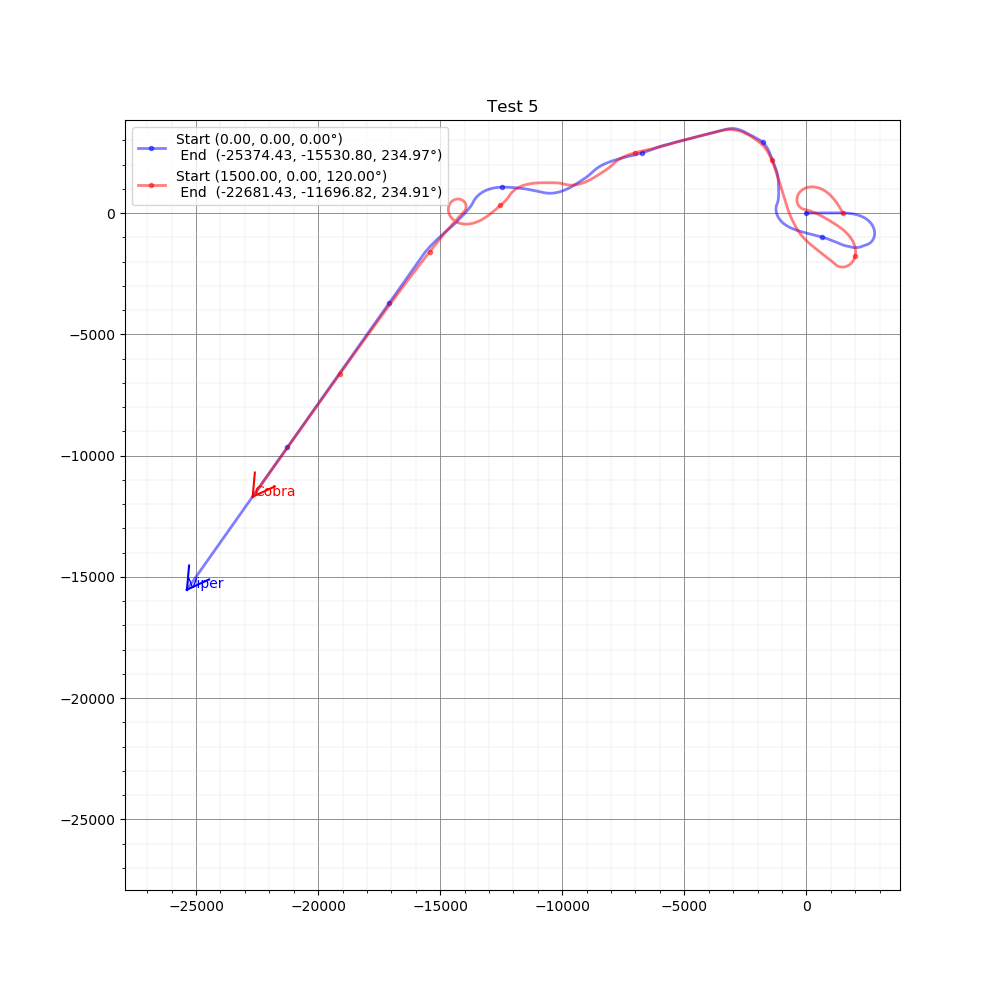 Test 5
Start (0.00, 0.00, 0.00°)
End  (-25374.43, -15530.80, 234.97°)
Start (1500.00, 0.00, 120.00°)
End  (-22681.43, -11696.82, 234.91°)
0
−5000
−10000
−15000
−20000
−25000
Cobra
Viper
−25000
−20000
−15000
−10000
−5000
0